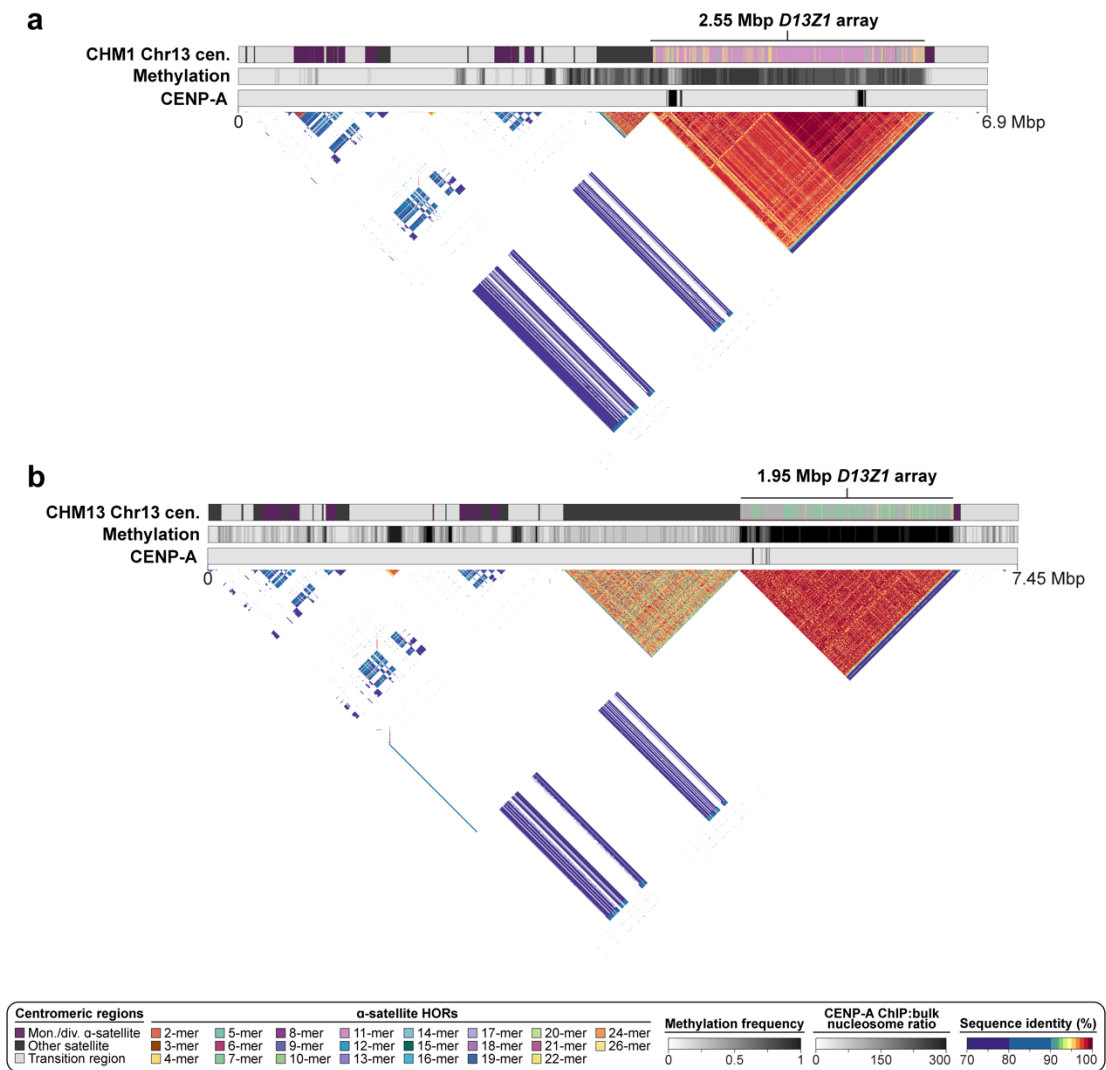 a
2.55 Mbp D13Z1 array
CHM1 Chr13 cen.
Methylation
CENP-A
0
6.9 Mbp
b
1.95 Mbp D13Z1 array
CHM13 Chr13 cen.
Methylation
CENP-A
0
7.45 Mbp
Centromeric regions
Mon./div. α-satellite
Other satellite
Transition region
α-satellite HORs
2-mer 5-mer 8-mer 11-mer 14-mer 17-mer 20-mer 24-mer
3-mer 6-mer 9-mer 12-mer 15-mer 18-mer 21-mer 26-mer
4-mer 7-mer 10-mer 13-mer 16-mer 19-mer 22-mer
Methylation frequency
0 0.5 1
CENP-A ChIP:bulk
nucleosome ratio
0 150 300
Sequence identity (%)
70 80 90 100